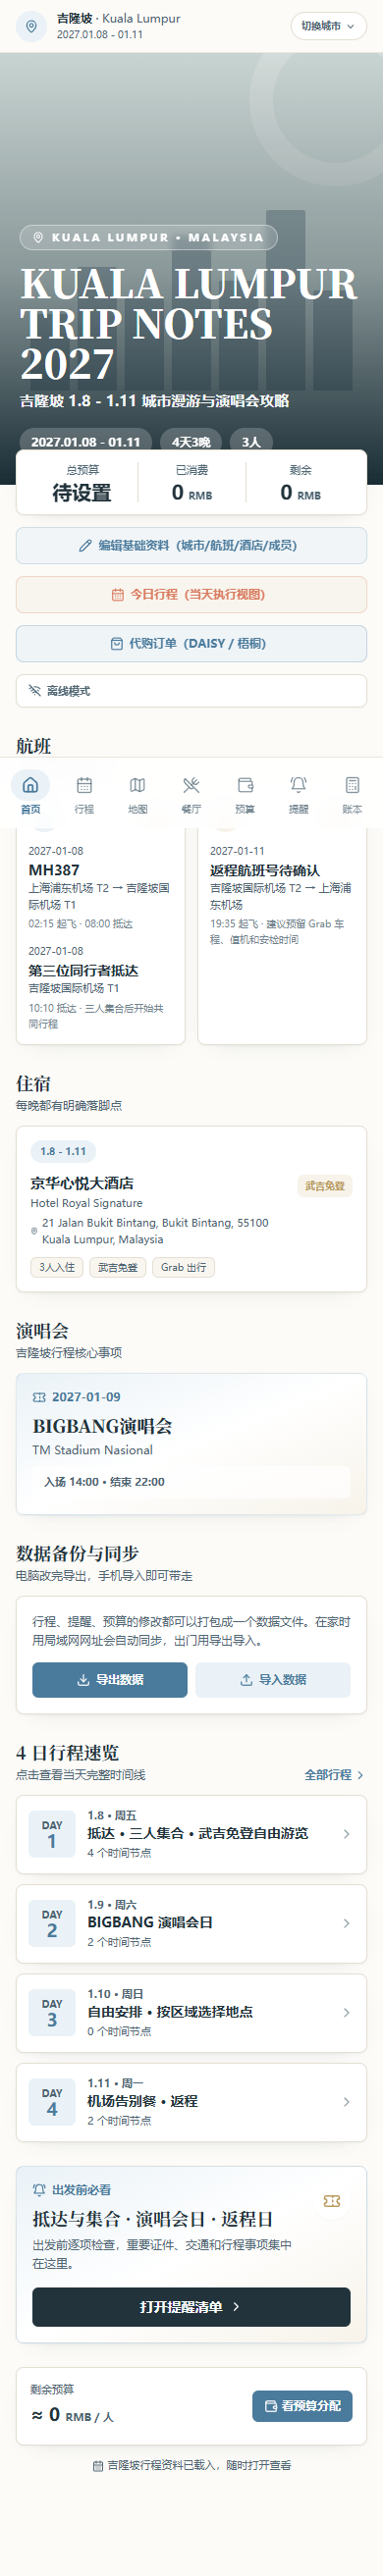 吉隆坡 · Kuala Lumpur
2027.01.08 - 01.11
切换城市
KUALA LUMPUR • MALAYSIA
KUALA LUMPUR
TRIP NOTES
2027
吉隆坡 1.8 - 1.11 城市漫游与演唱会攻略
2027.01.08 - 01.11
4天3晚
3人
总预算
待设置
已消费
0 RMB
剩余
0 RMB
编辑基础资料（城市/航班/酒店/成员）
今日行程（当天执行视图）
代购订单（DAISY / 梧桐）
离线模式
航班
首页
行程
地图
餐厅
预算
提醒
账本
2027-01-08
MH387
上海浦东机场 T2 → 吉隆坡国
际机场 T1
02:15 起飞 · 08:00 抵达
2027-01-08
第三位同行者抵达
吉隆坡国际机场 T1
10:10 抵达 · 三人集合后开始共
同行程
2027-01-11
返程航班号待确认
吉隆坡国际机场 T2 → 上海浦
东机场
19:35 起飞 · 建议预留 Grab 车
程、值机和安检时间
住宿
每晚都有明确落脚点
1.8 - 1.11
京华心悦大酒店
武吉免登
Hotel Royal Signature
21 Jalan Bukit Bintang, Bukit Bintang, 55100
Kuala Lumpur, Malaysia
3人入住
武吉免登
Grab 出行
演唱会
吉隆坡行程核心事项
2027-01-09
BIGBANG演唱会
TM Stadium Nasional
入场 14:00 • 结束 22:00
数据备份与同步
电脑改完导出，手机导入即可带走
行程、提醒、预算的修改都可以打包成一个数据文件。在家时
用局域网网址会自动同步，出门用导出导入。
导出数据
导入数据
4 日行程速览
点击查看当天完整时间线
全部行程
DAY
1
1.8 • 周五
抵达 • 三人集合 • 武吉免登自由游览
4 个时间节点
DAY
2
1.9 • 周六
BIGBANG 演唱会日
2 个时间节点
DAY
3
1.10 • 周日
自由安排 • 按区域选择地点
0 个时间节点
DAY
4
1.11 • 周一
机场告别餐 • 返程
2 个时间节点
出发前必看
抵达与集合 · 演唱会日 · 返程日
出发前逐项检查，重要证件、交通和行程事项集中
在这里。
打开提醒清单
剩余预算
≈ 0 RMB / 人
看预算分配
吉隆坡行程资料已载入，随时打开查看